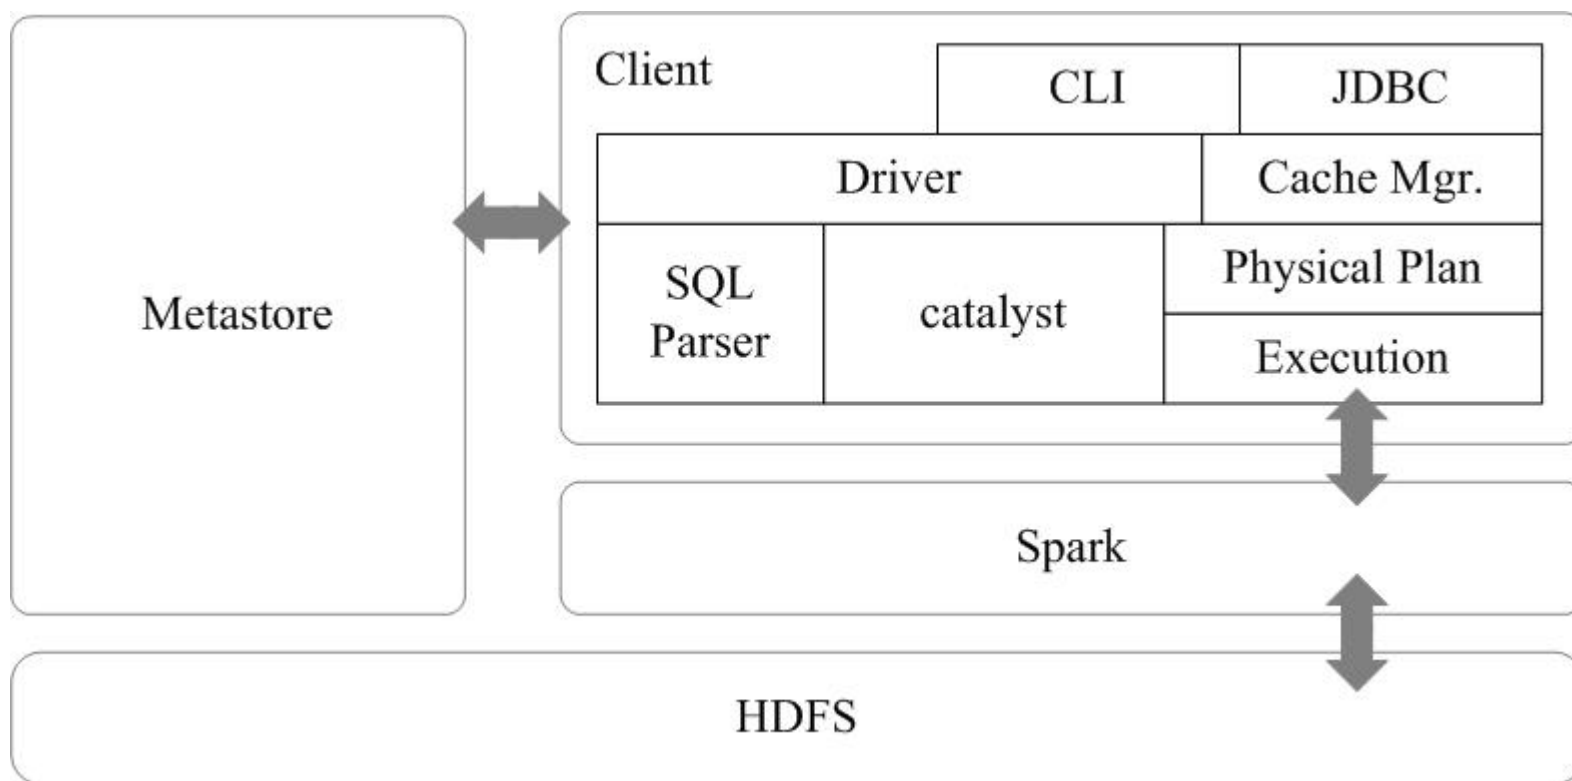 Client
CLI
JDBC
Driver
Cache Mgr.
Metastore
SQL
Parser
catalyst
Physical Plan
Execution
Spark
HDFS